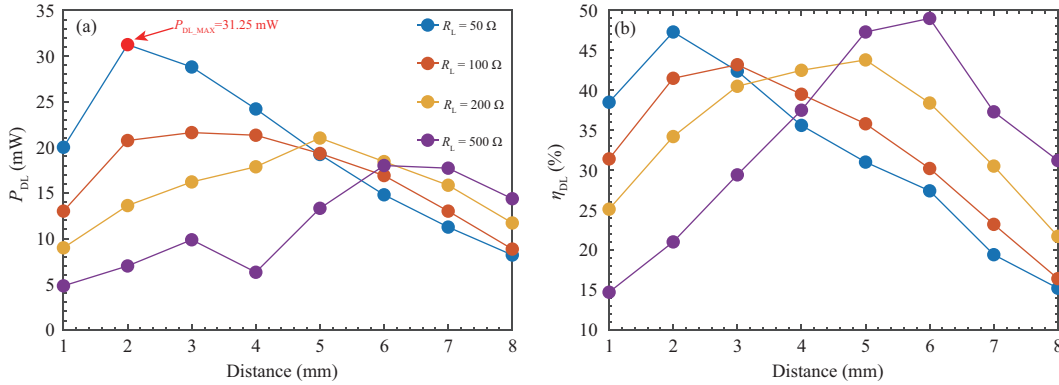 (a)
P_DL_MAX=31.25 mW
R_L = 50 Ω
R_L = 100 Ω
R_L = 200 Ω
R_L = 500 Ω
35
30
25
20
15
10
5
0
P_DL (mW)
1 2 3 4 5 6 7 8
Distance (mm)
(b)
50
45
40
35
30
25
20
15
10
η_DL (%)
1 2 3 4 5 6 7 8
Distance (mm)